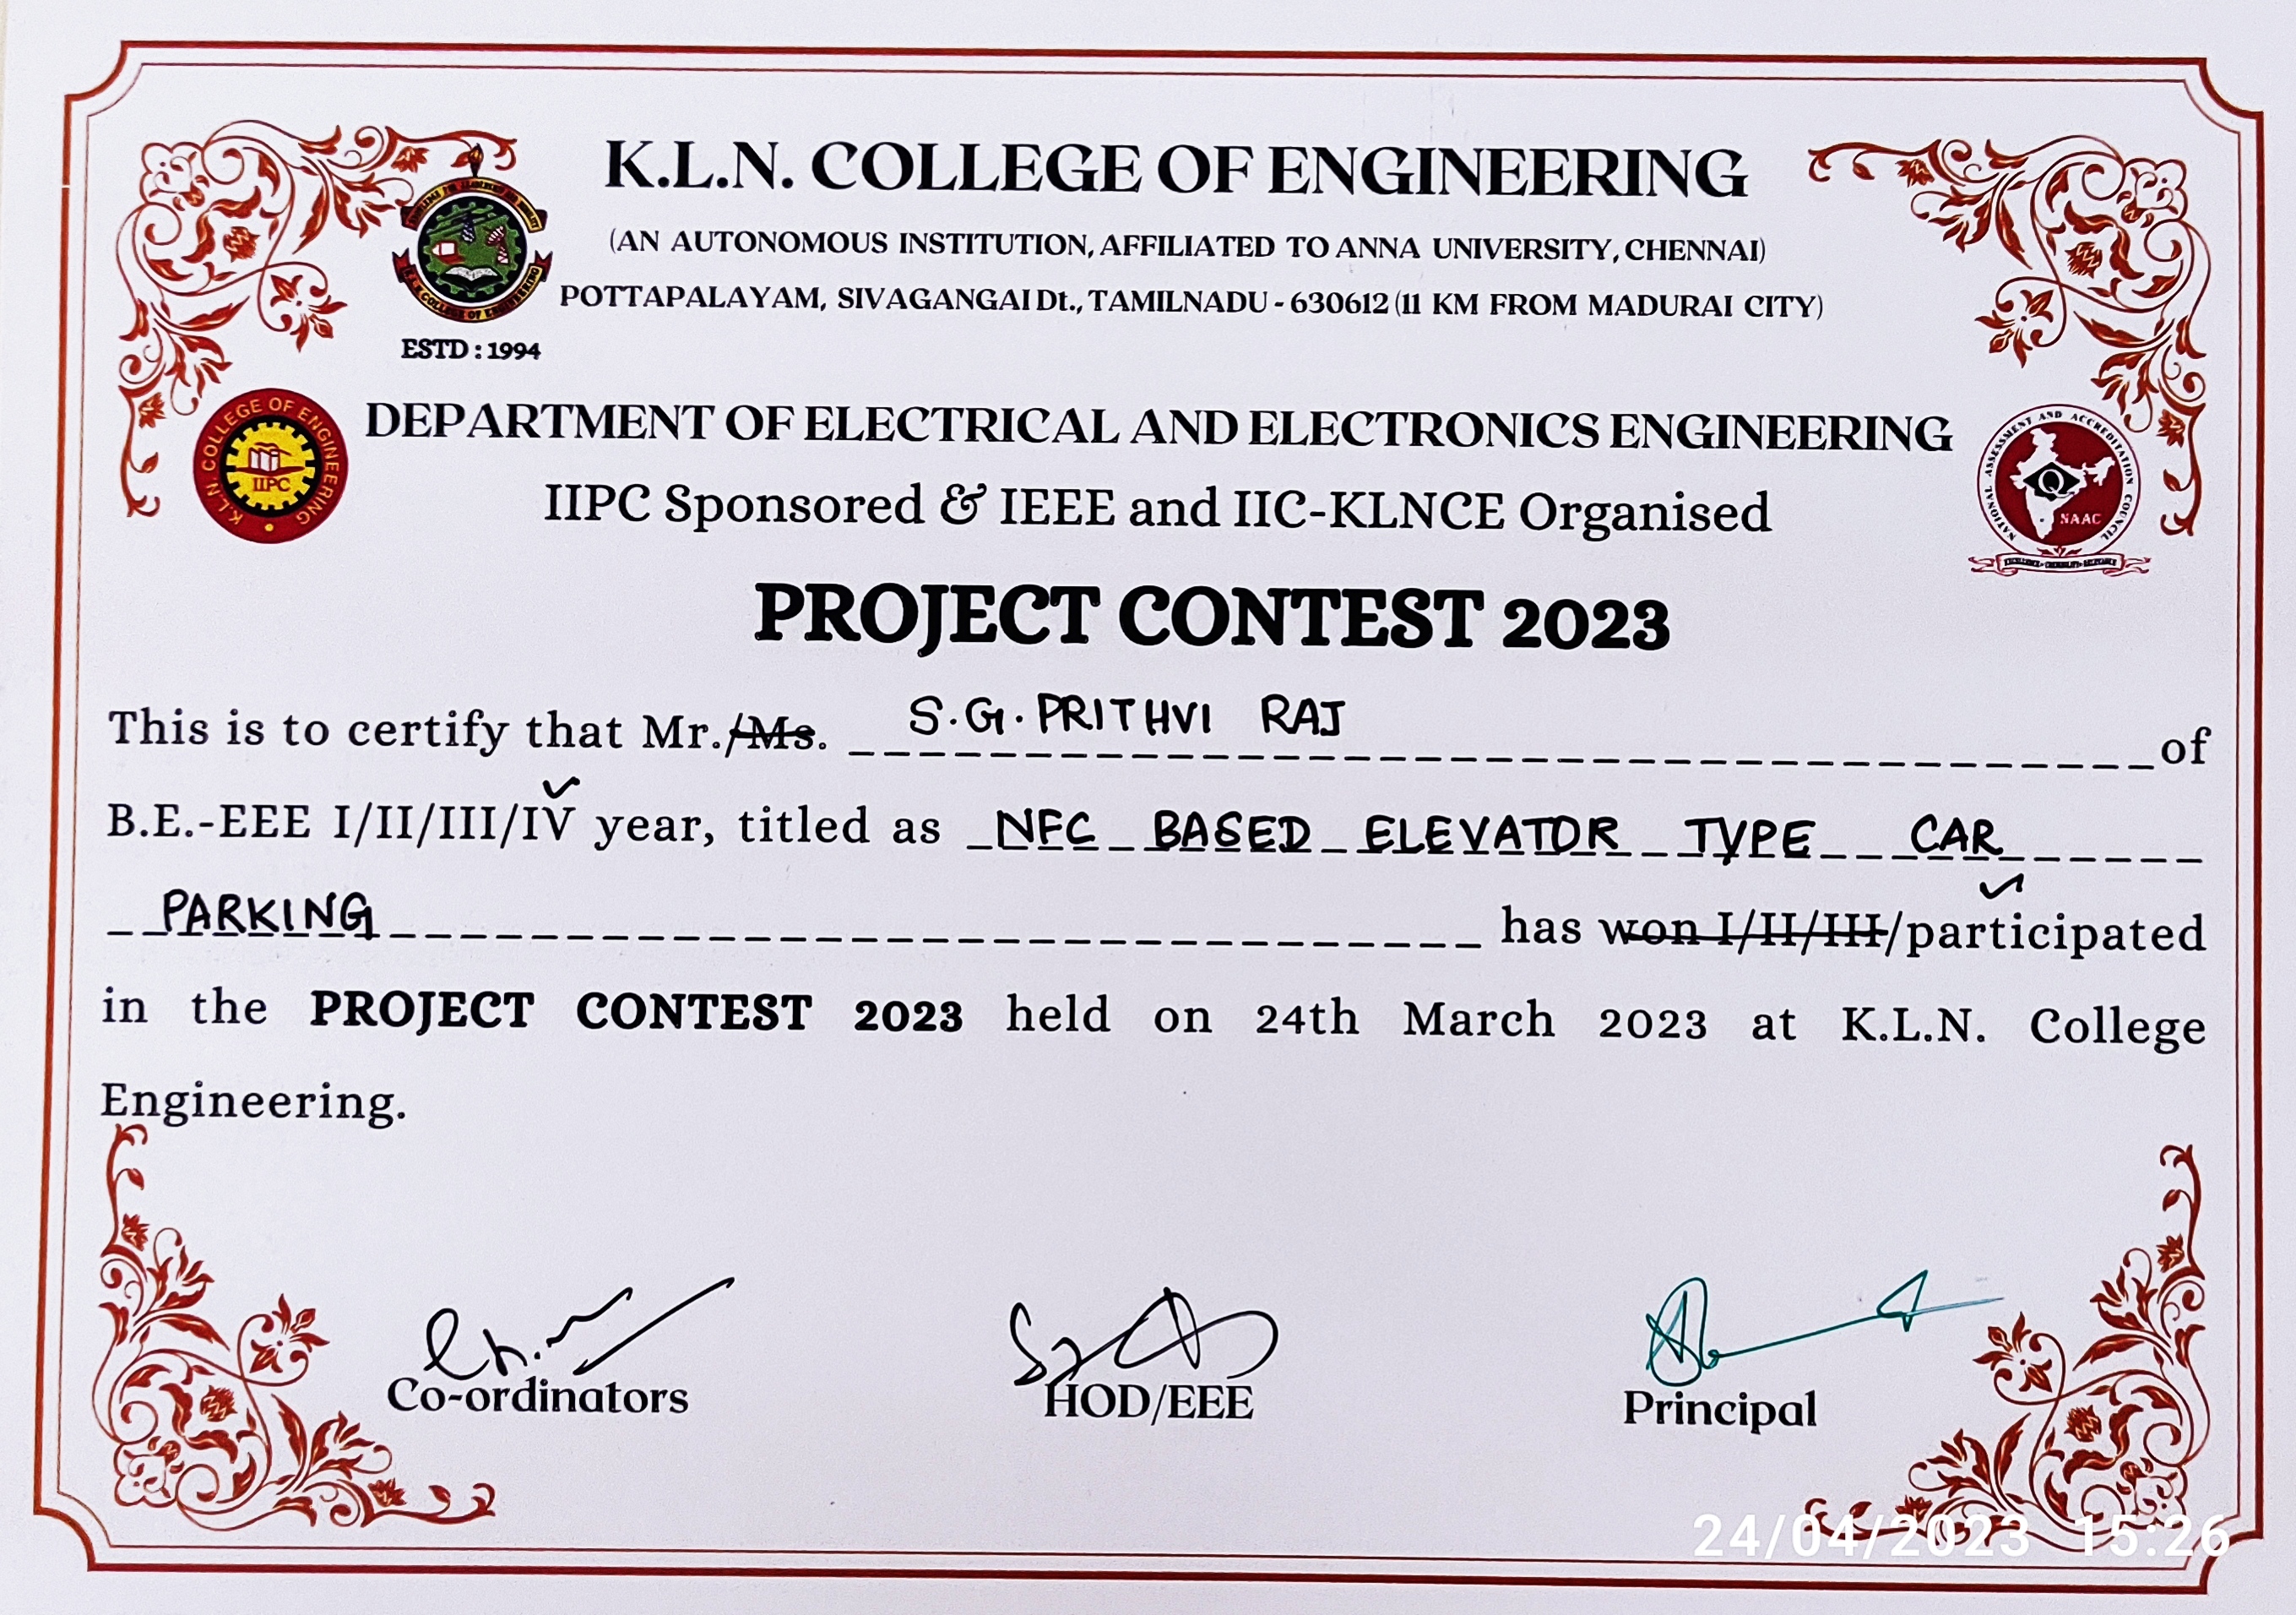 K.L.N. COLLEGE OF ENGINEERING
(AN AUTONOMOUS INSTITUTION, AFFILIATED TO ANNA UNIVERSITY, CHENNAI)
POTTAPALAYAM, SIVAGANGAI Dt., TAMILNADU - 630612 (11 KM FROM MADURAI CITY)
K.L.N. COLLEGE OF ENGINEERING
ESTD : 1994
K.L.N. COLLEGE OF ENGINEERING
IIPC
DEPARTMENT OF ELECTRICAL AND ELECTRONICS ENGINEERING
NATIONAL ASSESSMENT AND ACCREDITATION COUNCIL
NAAC
IIPC Sponsored & IEEE and IIC-KLNCE Organised
PROJECT CONTEST 2023
This is to certify that Mr./Ms. S.G. PRITHVI RAJ of
B.E.-EEE I/II/III/IV year, titled as NFC BASED ELEVATOR TYPE CAR
PARKING has won I/II/III/participated
in the PROJECT CONTEST 2023 held on 24th March 2023 at K.L.N. College
Engineering.
Co-ordinators
HOD/EEE
Principal
24/04/2023 15:26